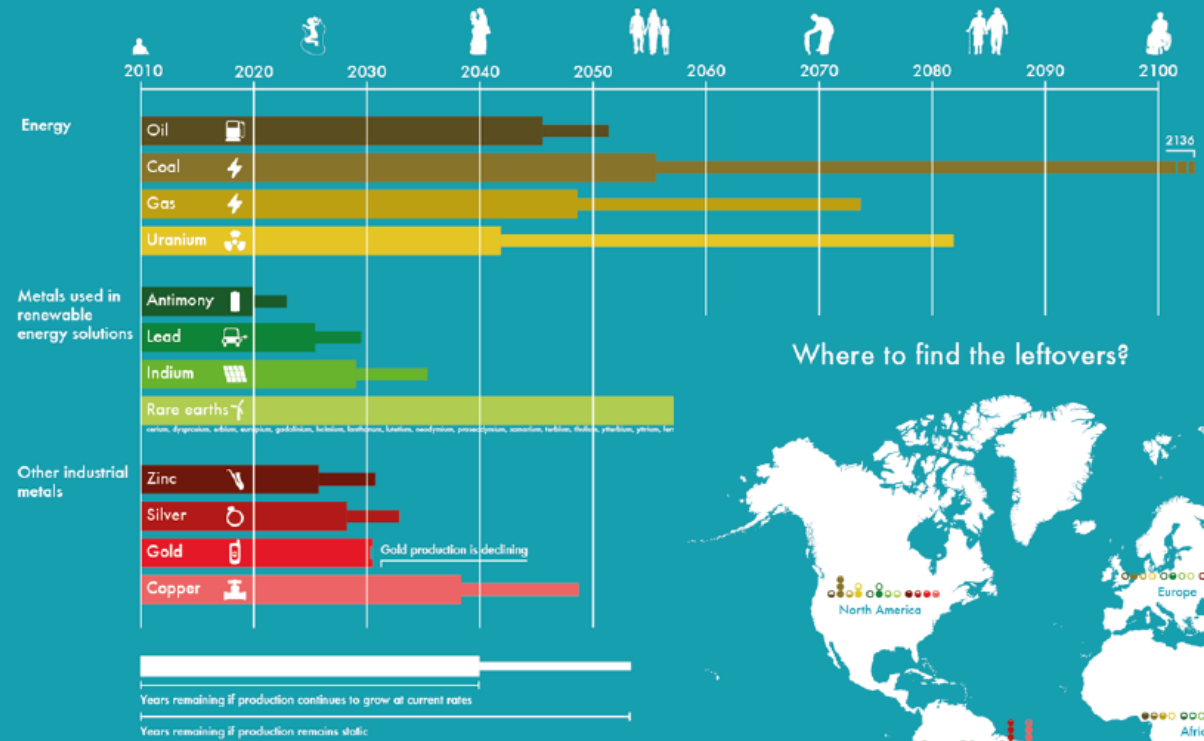 2010 2020 2030 2040 2050 2060 2070 2080 2090 2100
Energy
Oil
2136
Coal
Gas
Uranium
Metals used in
renewable
energy solutions
Antimony
Lead
Indium
Rare earths
Where to find the leftovers?
Other industrial
metals
Zinc
Silver
Gold
Gold production is declining
Copper
North America
Europe
Years remaining if production continues to grow at current rates
Years remaining if production remains static
Afri